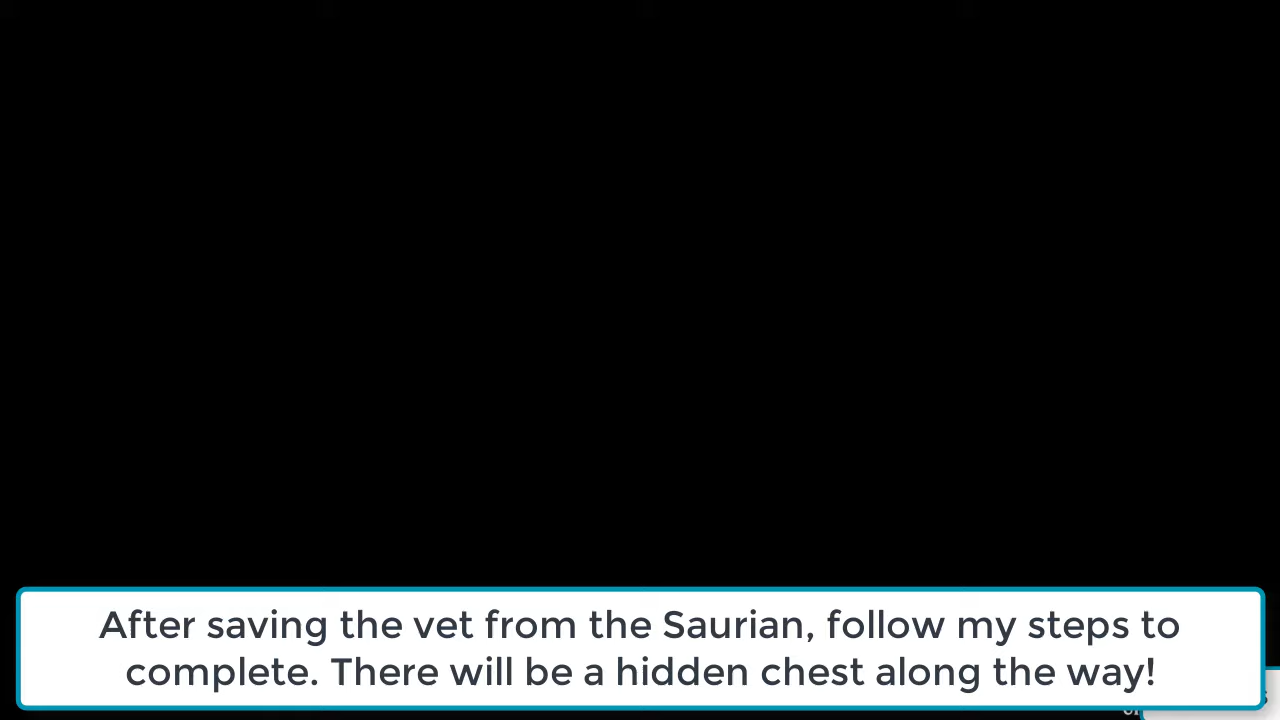 After saving the vet from the Saurian, follow my steps to
complete. There will be a hidden chest along the way!